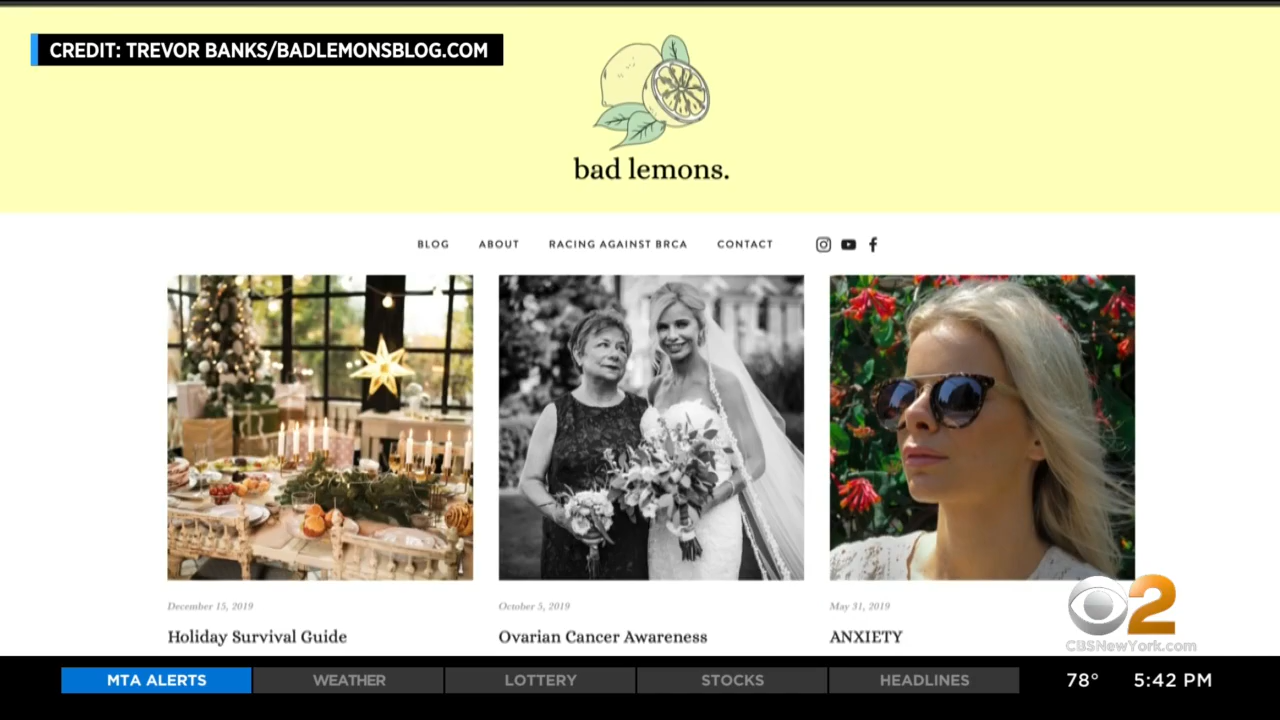 CREDIT: TREVOR BANKS/BADLEMONSBLOG.COM
bad lemons.
BLOG ABOUT RACING AGAINST BRCA CONTACT
December 15, 2019 October 5, 2019 May 31, 2019
Holiday Survival Guide Ovarian Cancer Awareness ANXIETY
2
CBSNewYork.com
MTA ALERTS WEATHER LOTTERY STOCKS HEADLINES 78° 5:42 PM